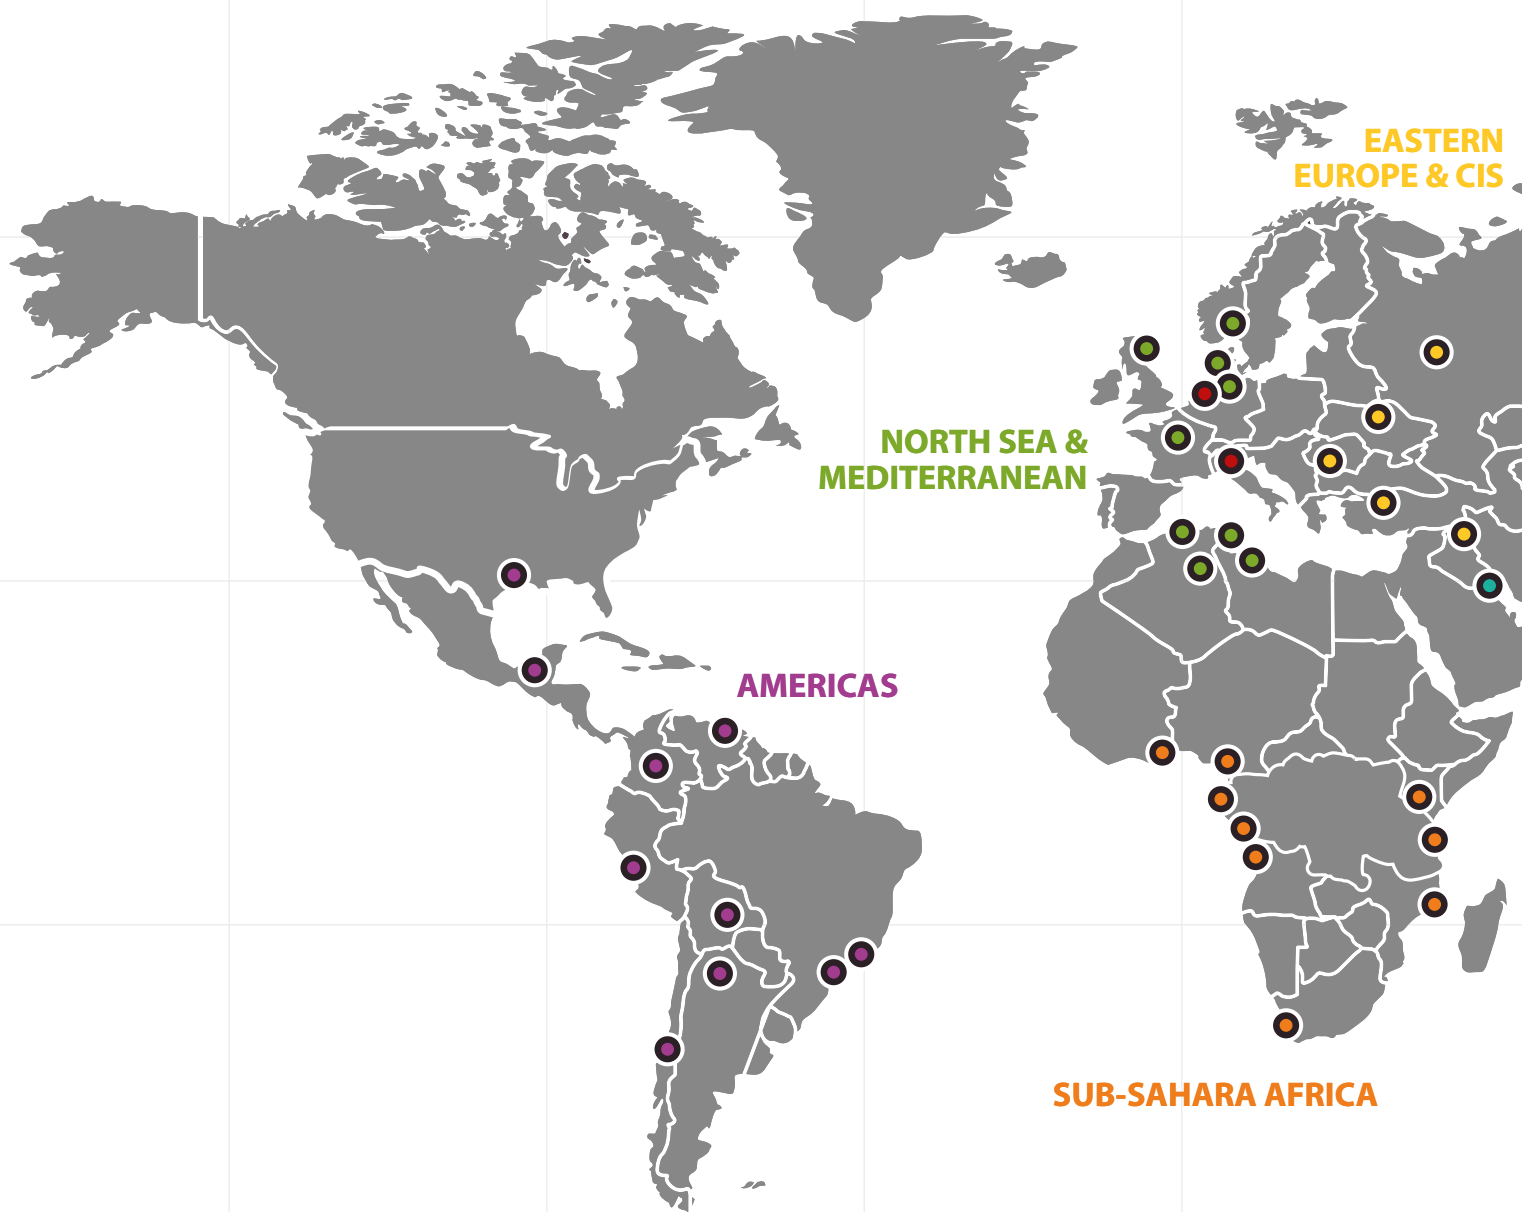 EASTERN
EUROPE & CIS
NORTH SEA &
MEDITERRANEAN
AMERICAS
SUB-SAHARA AFRICA